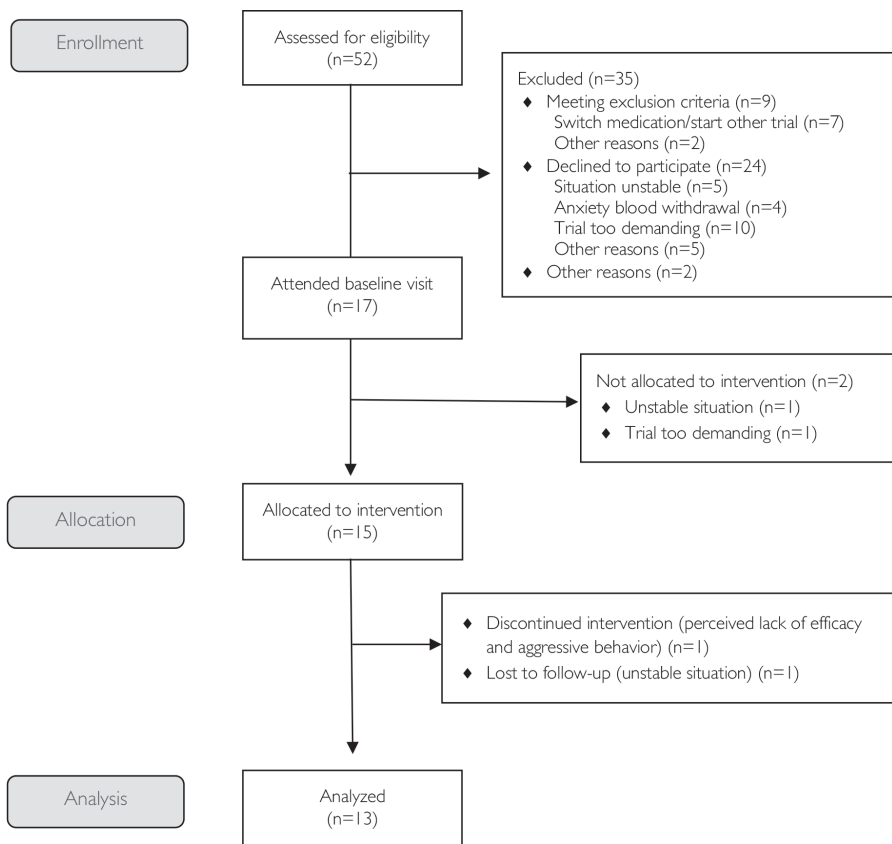 Enrollment
Assessed for eligibility
(n=52)
Excluded (n=35)
♦ Meeting exclusion criteria (n=9)
Switch medication/start other trial (n=7)
Other reasons (n=2)
♦ Declined to participate (n=24)
Situation unstable (n=5)
Anxiety blood withdrawal (n=4)
Trial too demanding (n=10)
Other reasons (n=5)
♦ Other reasons (n=2)
Attended baseline visit
(n=17)
Not allocated to intervention (n=2)
♦ Unstable situation (n=1)
♦ Trial too demanding (n=1)
Allocation
Allocated to intervention
(n=15)
♦ Discontinued intervention (perceived lack of efficacy
and aggressive behavior) (n=1)
♦ Lost to follow-up (unstable situation) (n=1)
Analysis
Analyzed
(n=13)